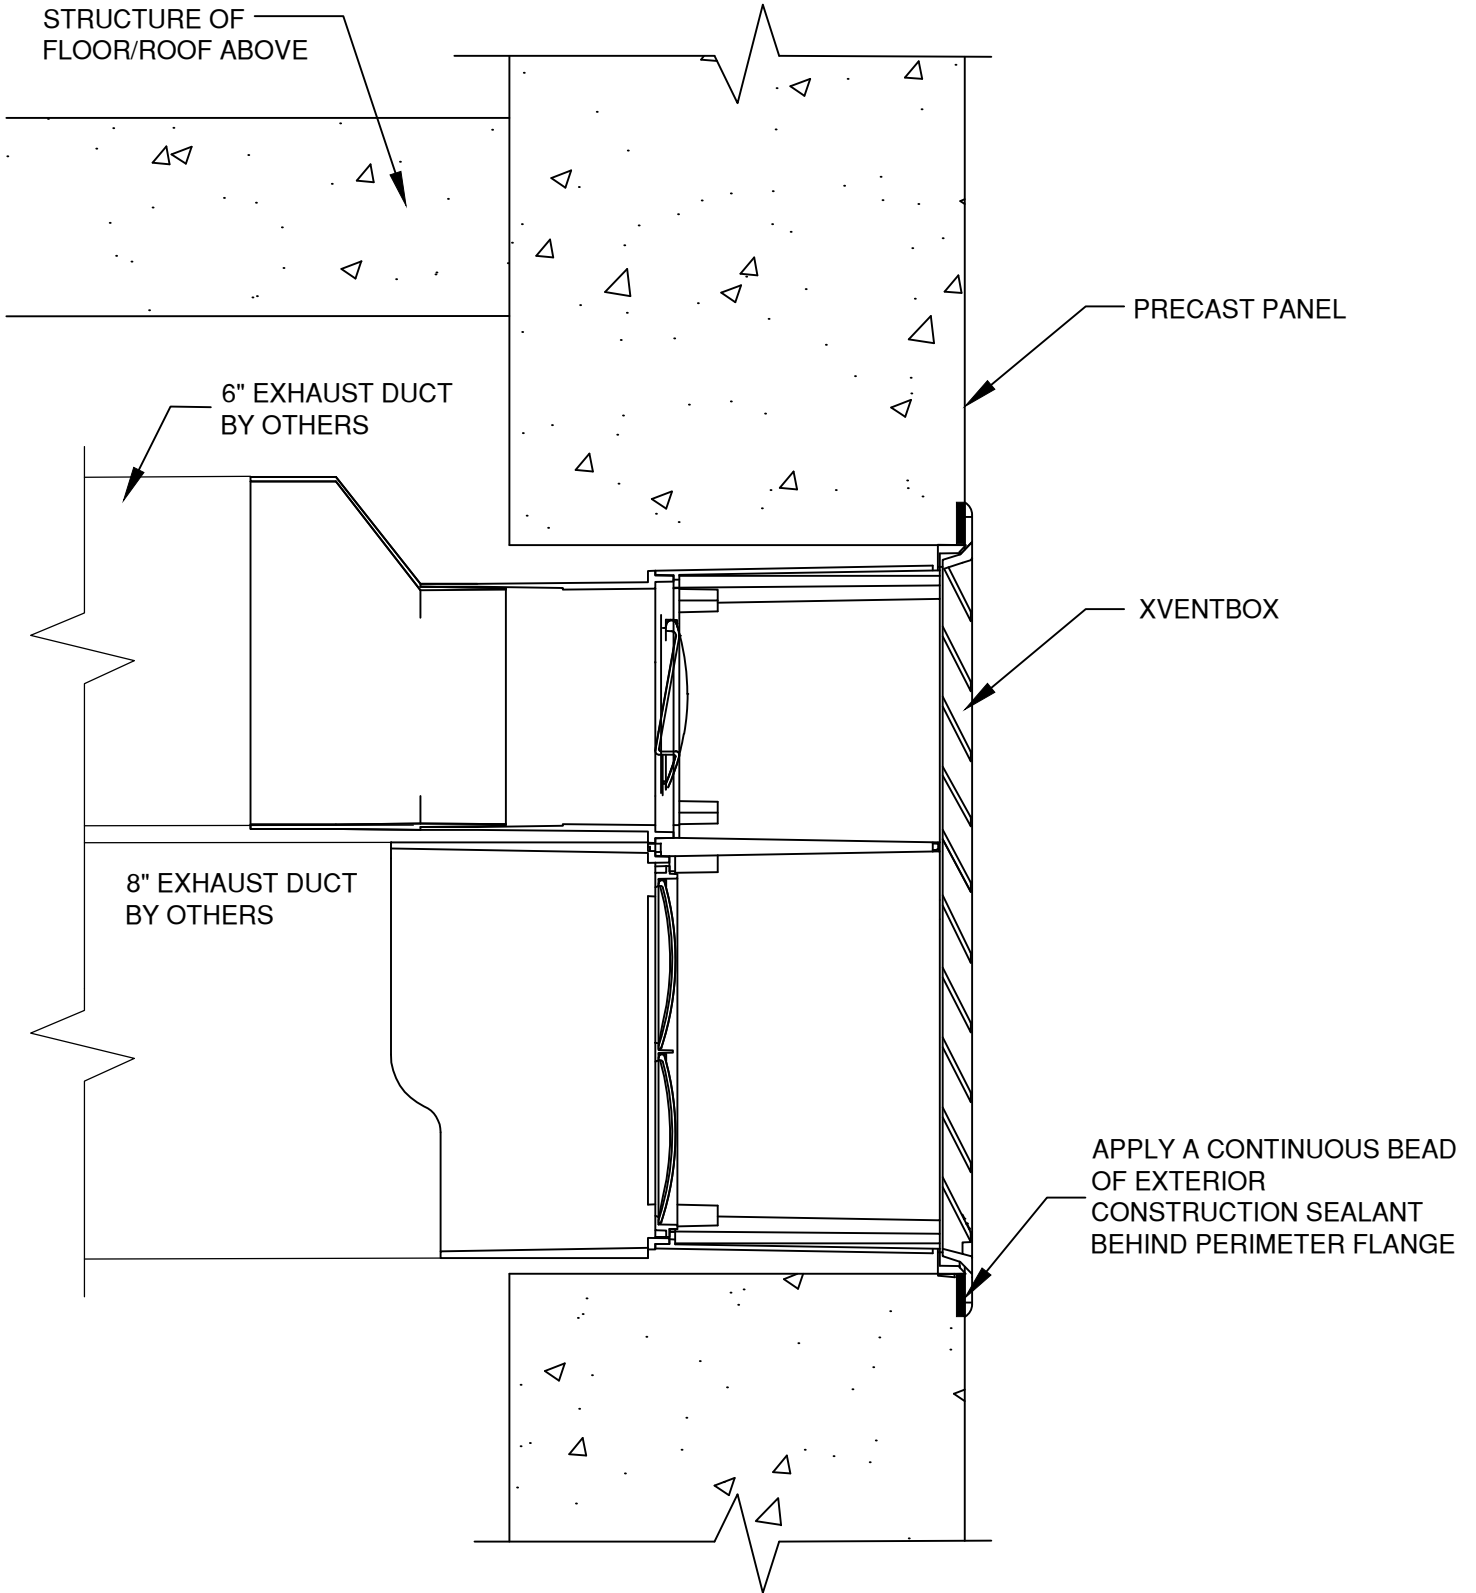 STRUCTURE OF
FLOOR/ROOF ABOVE
PRECAST PANEL
6" EXHAUST DUCT
BY OTHERS
XVENTBOX
8" EXHAUST DUCT
BY OTHERS
APPLY A CONTINUOUS BEAD
OF EXTERIOR
CONSTRUCTION SEALANT
BEHIND PERIMETER FLANGE